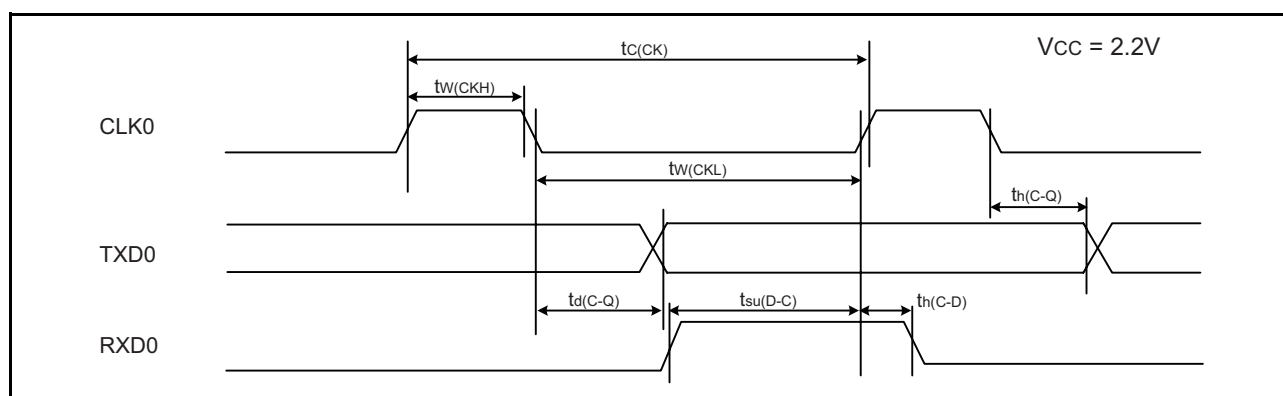 tC(CK)
VCC = 2.2V
tW(CKH)
CLK0
tW(CKL)
th(C-Q)
TXD0
td(C-Q)
tsu(D-C)
th(C-D)
RXD0